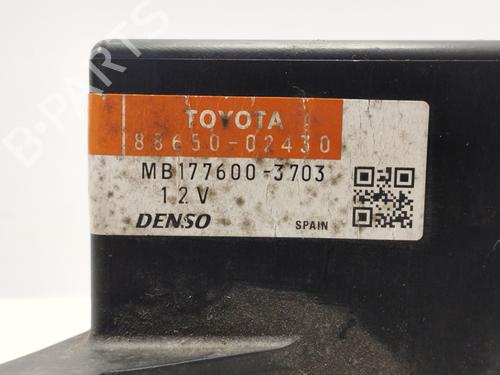 TOYOTA
88650-02430
MB177600-3703
12V
DENSO SPAIN
B-PARTS